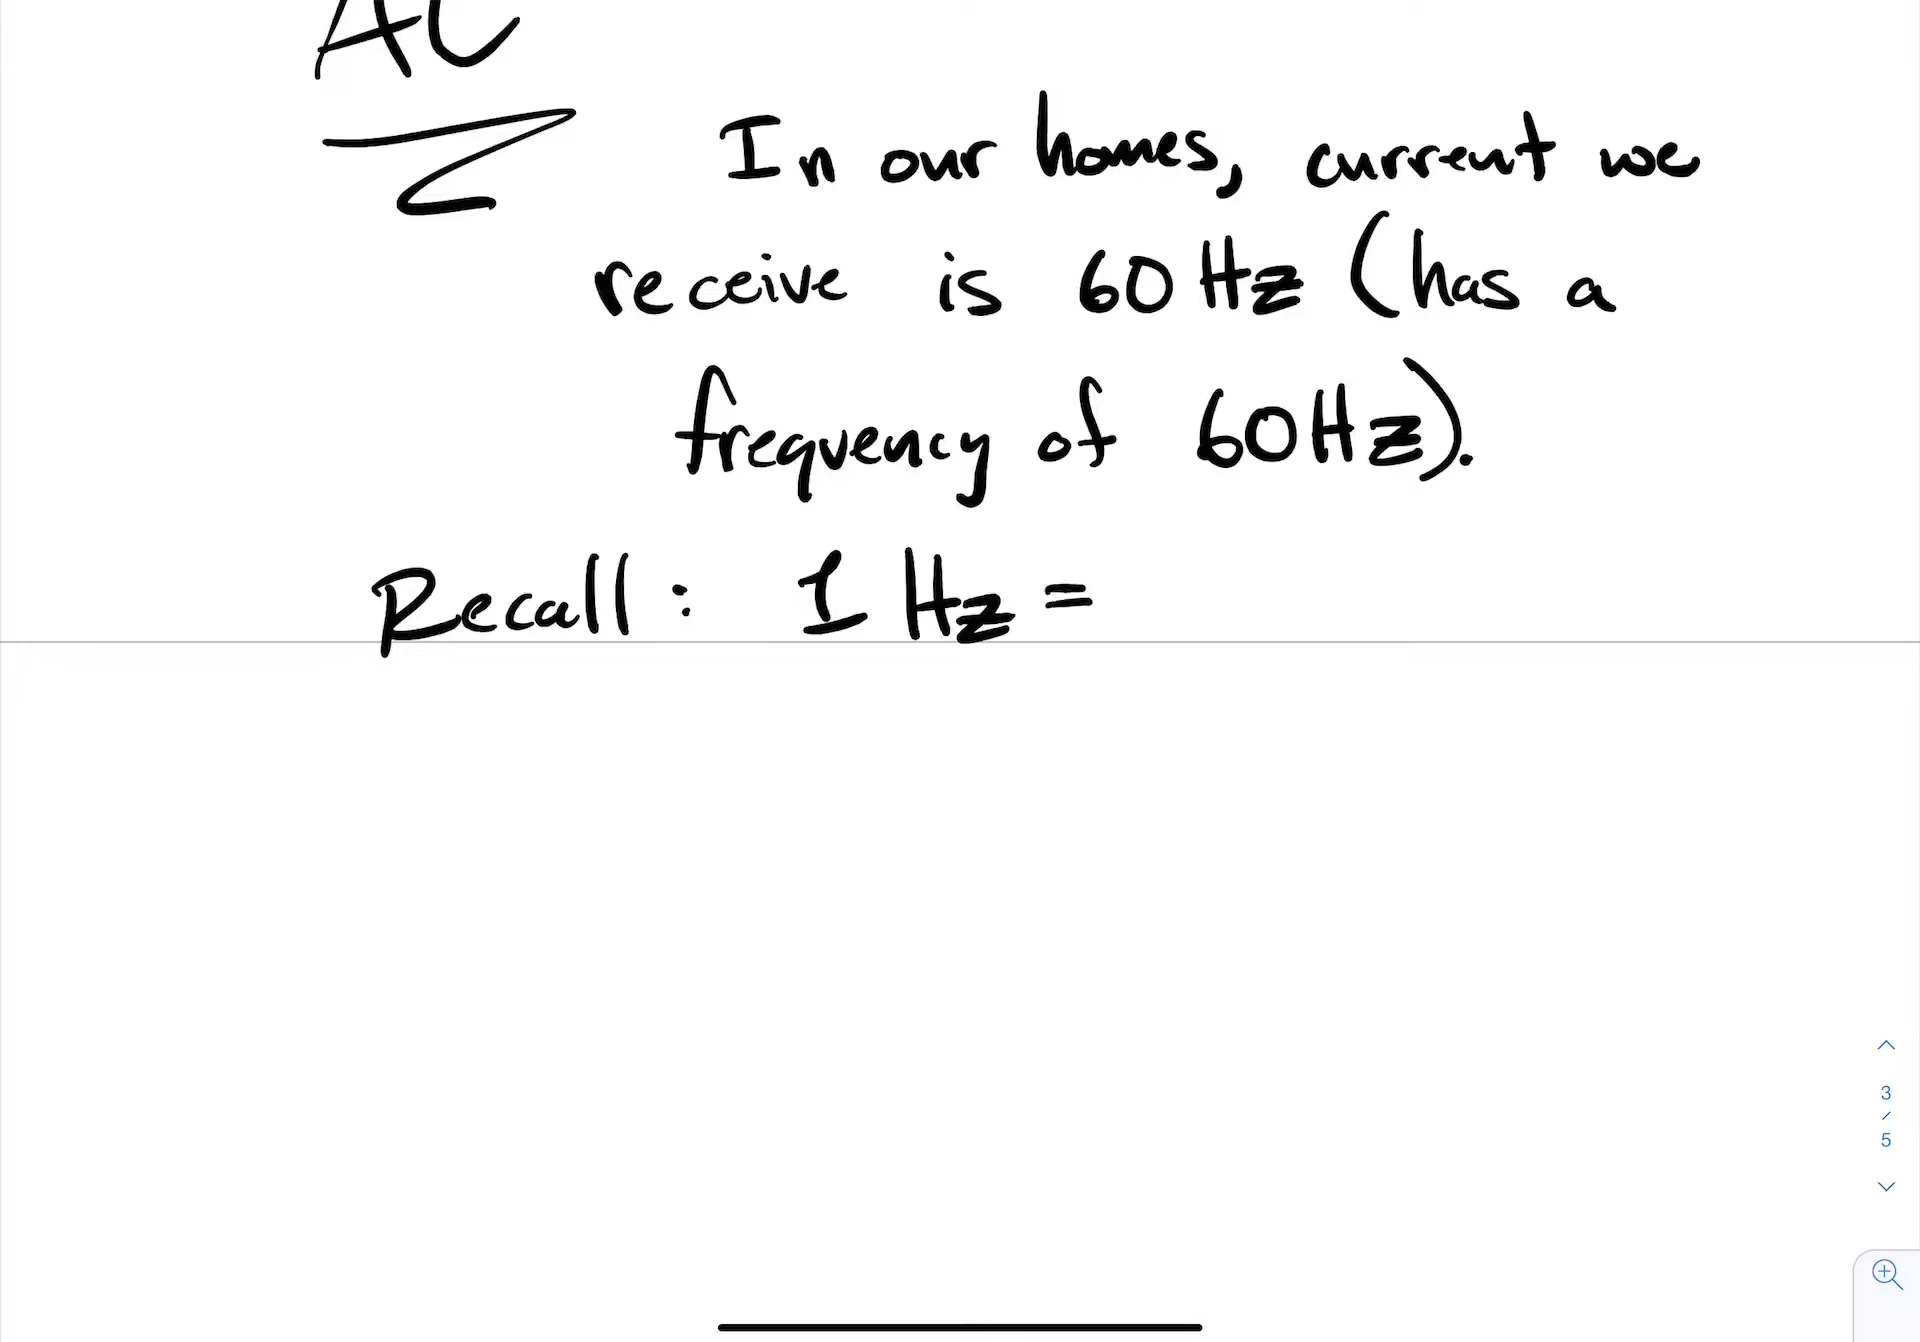 AC
In our homes, current we
receive is 60 Hz (has a
frequency of 60Hz).
Recall: 1 Hz =
3
/
5